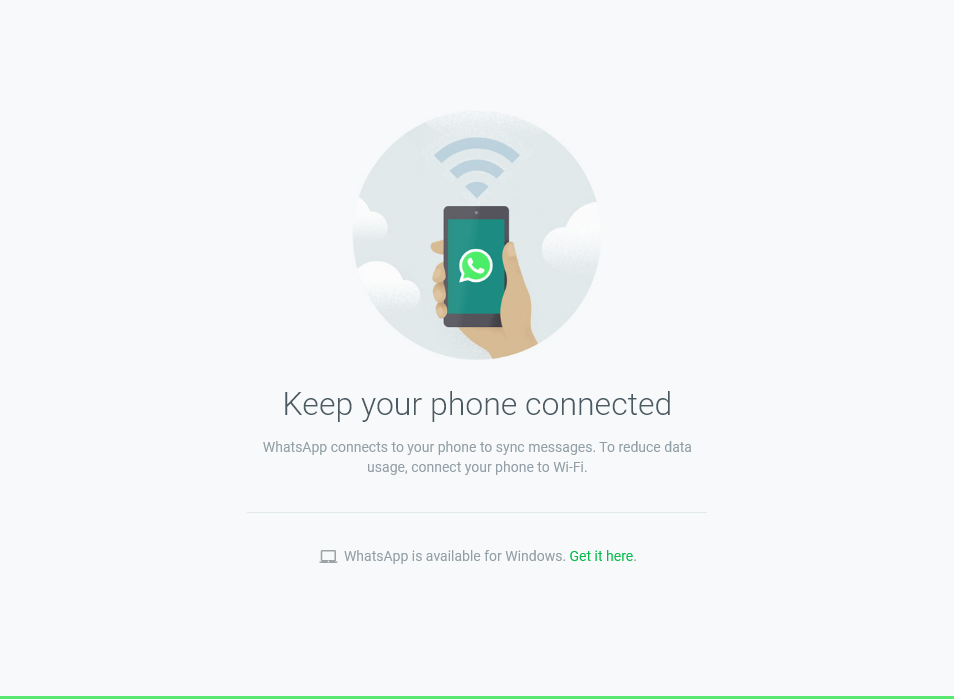 Keep your phone connected
WhatsApp connects to your phone to sync messages. To reduce data
usage, connect your phone to Wi-Fi.
WhatsApp is available for Windows. Get it here.